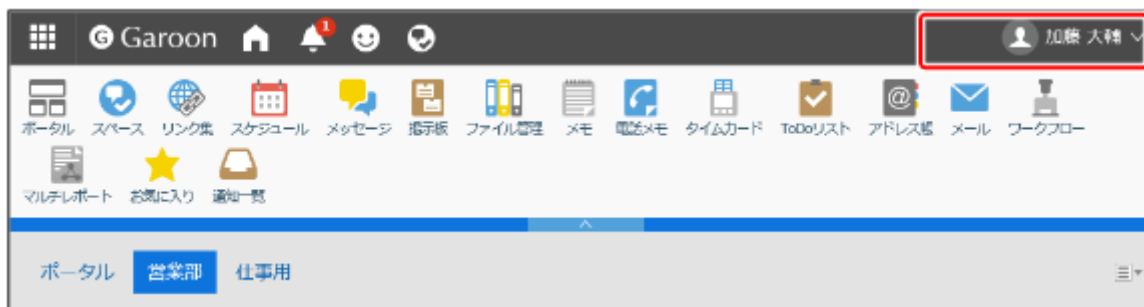 G Garoon 1 加藤 大輔
ポータル スペース リンク集 スケジュール メッセージ 掲示板 ファイル管理 メモ 電話メモ タイムカード ToDoリスト アドレス帳 メール ワークフロー
マルチレポート お気に入り 通知一覧
ポータル 営業部 仕事用